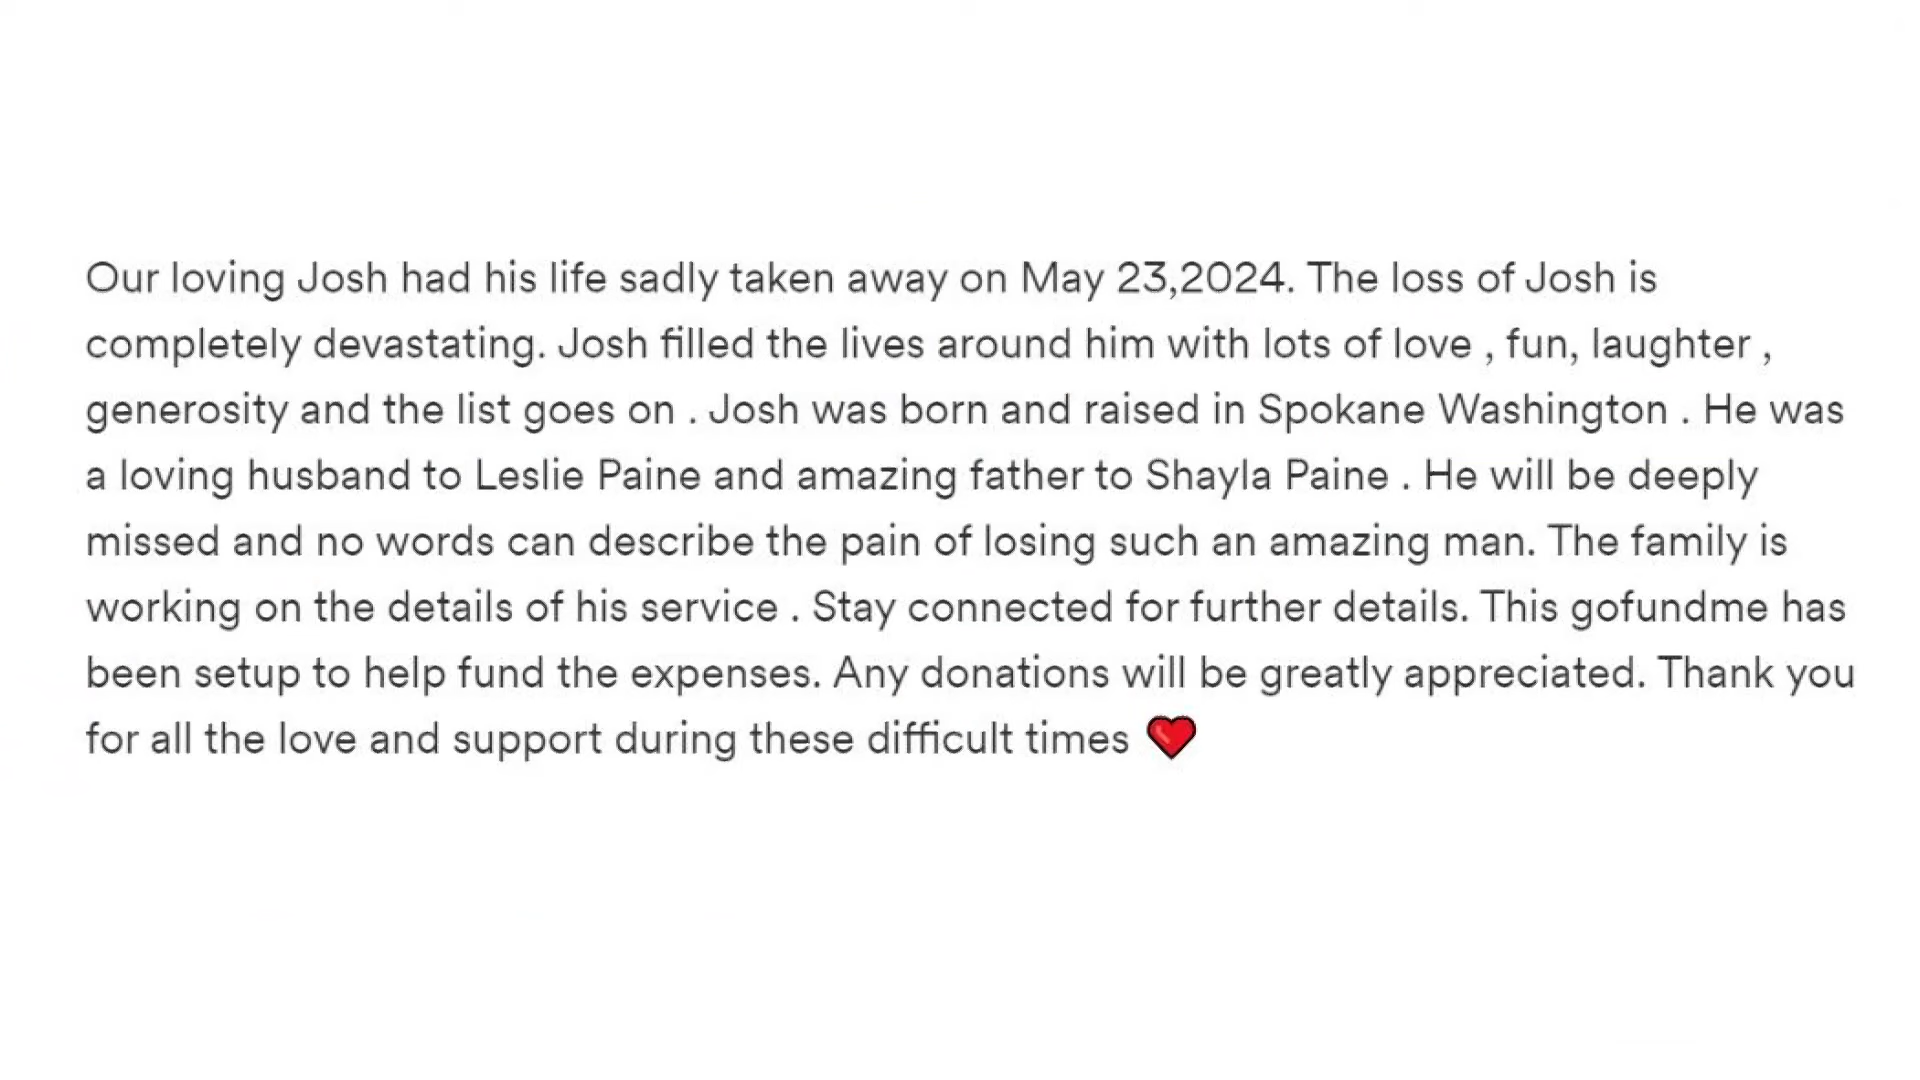 Our loving Josh had his life sadly taken away on May 23,2024. The loss of Josh is
completely devastating. Josh filled the lives around him with lots of love , fun, laughter ,
generosity and the list goes on . Josh was born and raised in Spokane Washington . He was
a loving husband to Leslie Paine and amazing father to Shayla Paine . He will be deeply
missed and no words can describe the pain of losing such an amazing man. The family is
working on the details of his service . Stay connected for further details. This gofundme has
been setup to help fund the expenses. Any donations will be greatly appreciated. Thank you
for all the love and support during these difficult times ❤️